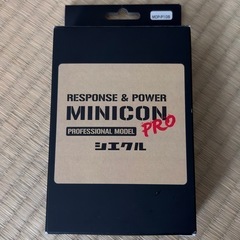 RESPONSE & POWER
MINICON
PRO
PROFESSIONAL MODEL
シエクル